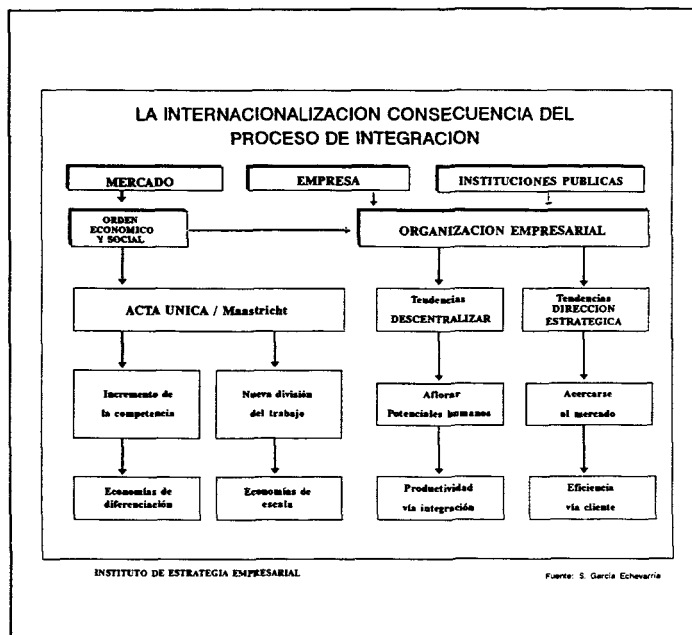 LA INTERNACIONALIZACION CONSECUENCIA DEL
PROCESO DE INTEGRACION
MERCADO
EMPRESA
INSTITUCIONES PUBLICAS
ORDEN
ECONOMICO
Y SOCIAL
ORGANIZACION EMPRESARIAL
ACTA UNICA / Maastricht
Tendencias
DESCENTRALIZAR
Tendencias
DIRECCION
ESTRATEGICA
Incremento de
la competencia
Nueva división
del trabajo
Aflorar
Potenciales humanos
Acercarse
al mercado
Economías de
diferenciación
Economías de
escala
Productividad
vía integración
Eficiencia
vía cliente
INSTITUTO DE ESTRATEGIA EMPRESARIAL
Fuente: S. García Echevarría